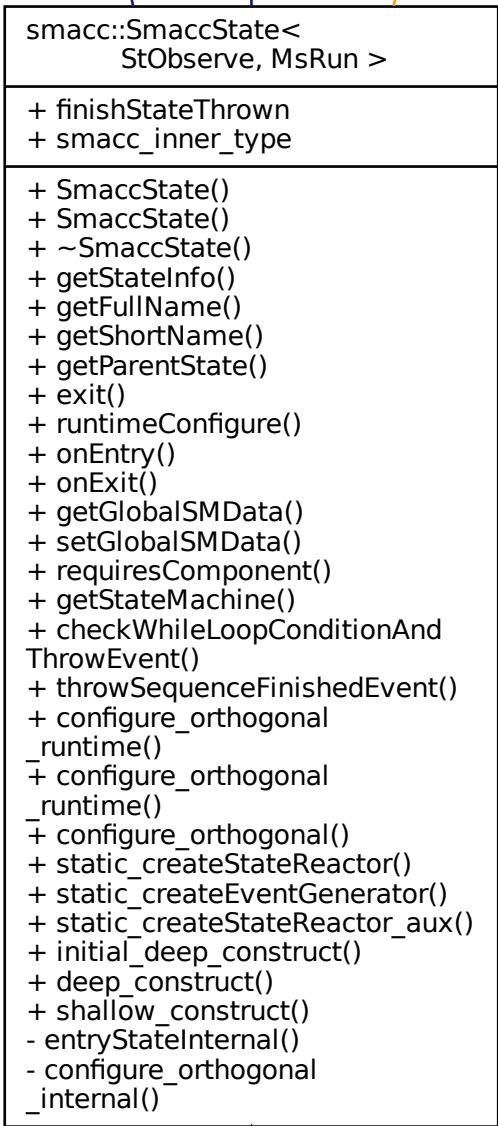 smacc::SmaccState<
StObserve, MsRun >
+ finishStateThrown
+ smacc_inner_type
+ SmaccState()
+ SmaccState()
+ ~SmaccState()
+ getStateInfo()
+ getFullName()
+ getShortName()
+ getParentState()
+ exit()
+ runtimeConfigure()
+ onEntry()
+ onExit()
+ getGlobalSMData()
+ setGlobalSMData()
+ requiresComponent()
+ getStateMachine()
+ checkWhileLoopConditionAnd
ThrowEvent()
+ throwSequenceFinishedEvent()
+ configure_orthogonal
_runtime()
+ configure_orthogonal
_runtime()
+ configure_orthogonal()
+ static_createStateReactor()
+ static_createEventGenerator()
+ static_createStateReactor_aux()
+ initial_deep_construct()
+ deep_construct()
+ shallow_construct()
- entryStateInternal()
- configure_orthogonal
_internal()